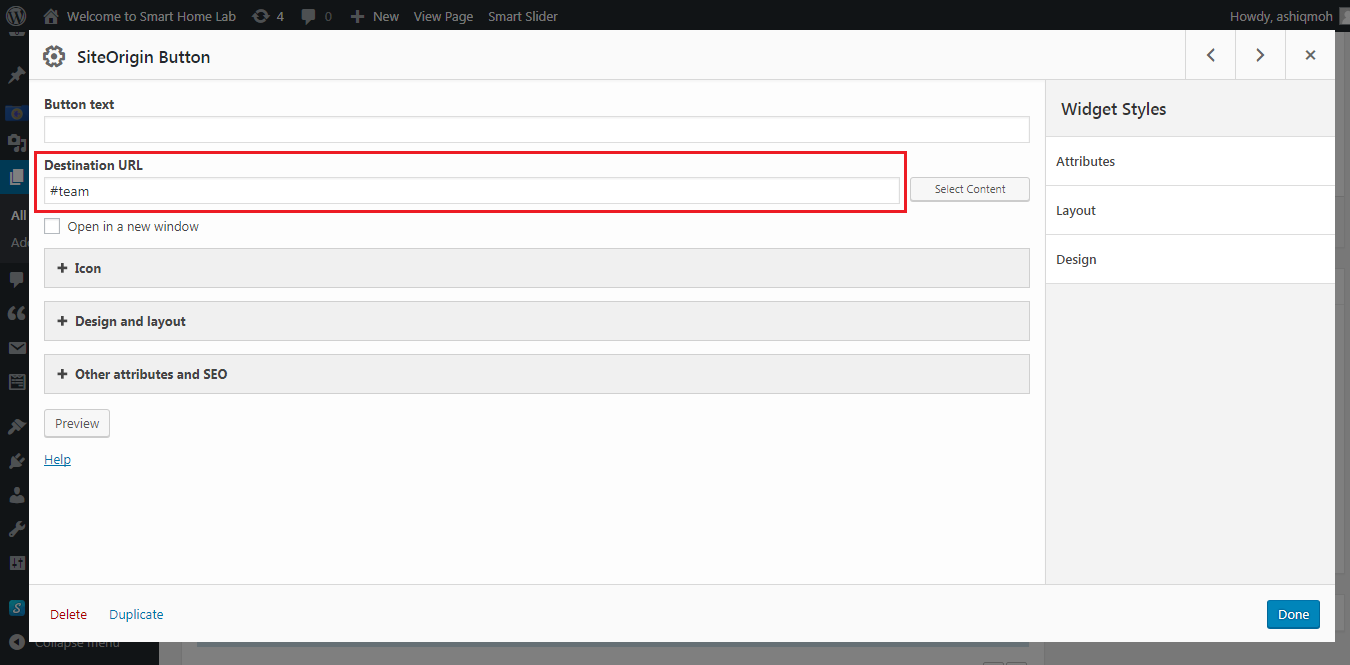 Welcome to Smart Home Lab 4 0 New View Page Smart Slider Howdy, ashiqmoh
SiteOrigin Button
Button text
Destination URL
#team
Select Content
Open in a new window
Icon
Design and layout
Other attributes and SEO
Preview
Help
Widget Styles
Attributes
Layout
Design
All
Add
Delete Duplicate Done
Collapse menu